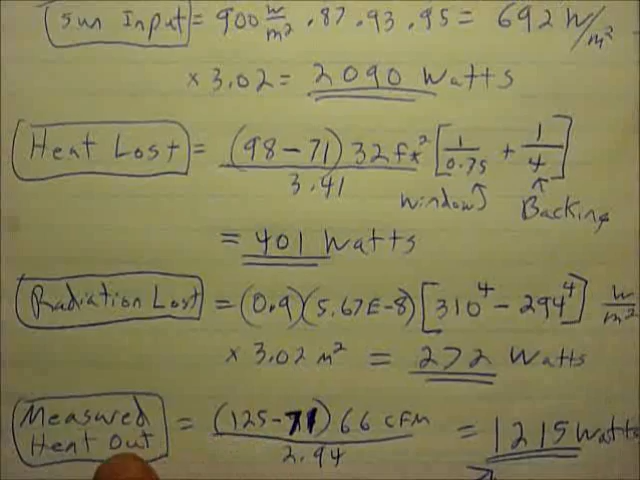 Sun Input = 900 w/m² . .87 . .93 . .95 = 692 W/m²
× 3.02 = 2090 Watts
Heat Lost = (98-71) 32 ft² / 3.41 [1/0.75 + 1/4]
Window Backing
= 401 Watts
Radiation Lost = (0.9)(5.67E-8)[310⁴ - 294⁴] w/m²
× 3.02 m² = 272 Watts
Measured Heat Out = (125-71) 66 CFM / 2.94 = 1215 Watts